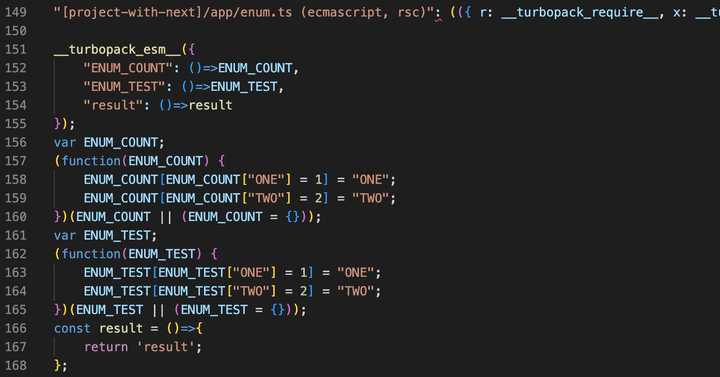 149 "[project-with-next]/app/enum.ts (ecmascript, rsc)": (({ r: __turbopack_require__, x: __tu
150
151 __turbopack_esm__({
152     "ENUM_COUNT": ()=>ENUM_COUNT,
153     "ENUM_TEST": ()=>ENUM_TEST,
154     "result": ()=>result
155 });
156 var ENUM_COUNT;
157 (function(ENUM_COUNT) {
158     ENUM_COUNT[ENUM_COUNT["ONE"] = 1] = "ONE";
159     ENUM_COUNT[ENUM_COUNT["TWO"] = 2] = "TWO";
160 })(ENUM_COUNT || (ENUM_COUNT = {}));
161 var ENUM_TEST;
162 (function(ENUM_TEST) {
163     ENUM_TEST[ENUM_TEST["ONE"] = 1] = "ONE";
164     ENUM_TEST[ENUM_TEST["TWO"] = 2] = "TWO";
165 })(ENUM_TEST || (ENUM_TEST = {}));
166 const result = ()=>{
167     return 'result';
168 };